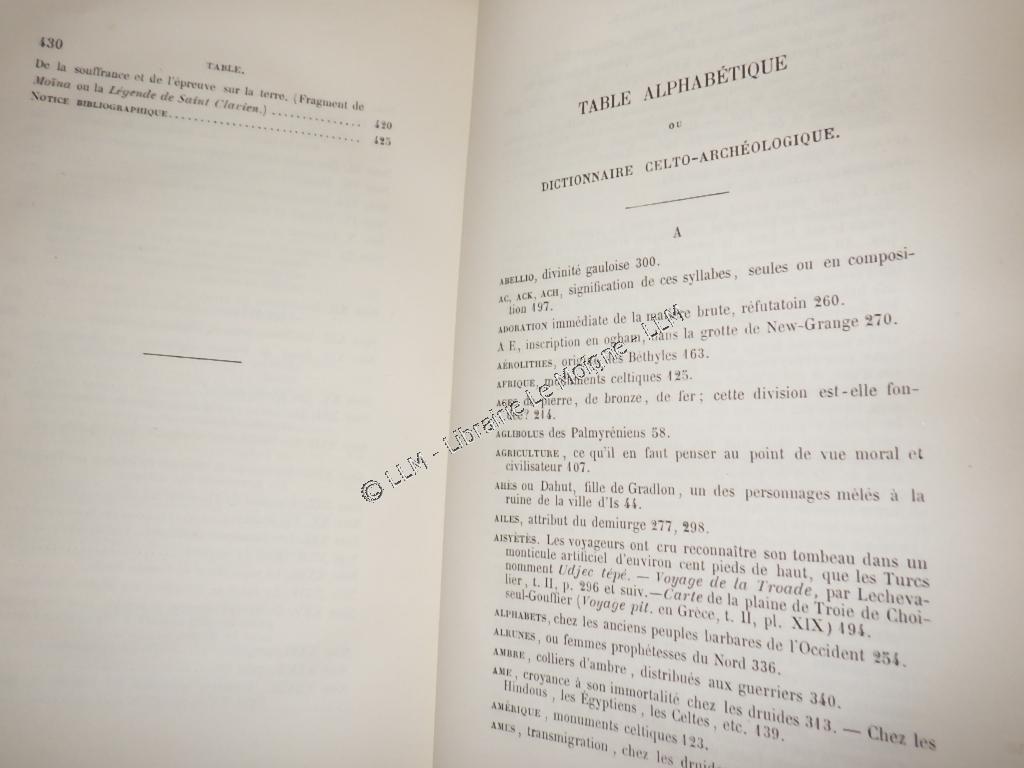 430
TABLE.
De la souffrance et de l'épreuve sur la terre. (Fragment de
Moïna ou la Légende de Saint Clavien.) ............... 420
NOTICE BIBLIOGRAPHIQUE.............................. 425
TABLE ALPHABÉTIQUE
OU
DICTIONNAIRE CELTO-ARCHÉOLOGIQUE.
A
ABELLIO, divinité gauloise 300.
AC, ACK, ACH, signification de ces syllabes, seules ou en composi-
tion 197.
ADORATION immédiate de la matière brute, réfutatoin 260.
A E, inscription en ogham, dans la grotte de New-Grange 270.
AÉROLITHES, origine des Béthyles 163.
AFRIQUE, monuments celtiques 125.
AGES de pierre, de bronze, de fer; cette division est-elle fon-
214.
AGLIBOLUS des Palmyréniens 58.
AGRICULTURE, ce qu'il en faut penser au point de vue moral et
civilisateur 107.
AHÈS ou Dahut, fille de Gradlon, un des personnages mêlés à la
ruine de la ville d'Is 44.
AILES, attribut du demiurge 277, 298.
AISYÉTÈS. Les voyageurs ont cru reconnaître son tombeau dans un
monticule artificiel d'environ cent pieds de haut, que les Turcs
nomment Udjec tépé. — Voyage de la Troade, par Lecheva-
lier, t. II, p. 296 et suiv.—Carte de la plaine de Troie de Choi-
seul-Gouffier (Voyage pit. en Grèce, t. II, pl. XIX) 194.
ALPHABETS, chez les anciens peuples barbares de l'Occident 254.
ALRUNES, ou femmes prophétesses du Nord 336.
AMBRE, colliers d'ambre, distribués aux guerriers 340.
AME, croyance à son immortalité chez les druides 313. — Chez les
Hindous, les Égyptiens, les Celtes, etc. 139.
AMÉRIQUE, monuments celtiques 123.
AMES, transmigration, chez les druides
© LLM - Librairie Le Moigne - LLM